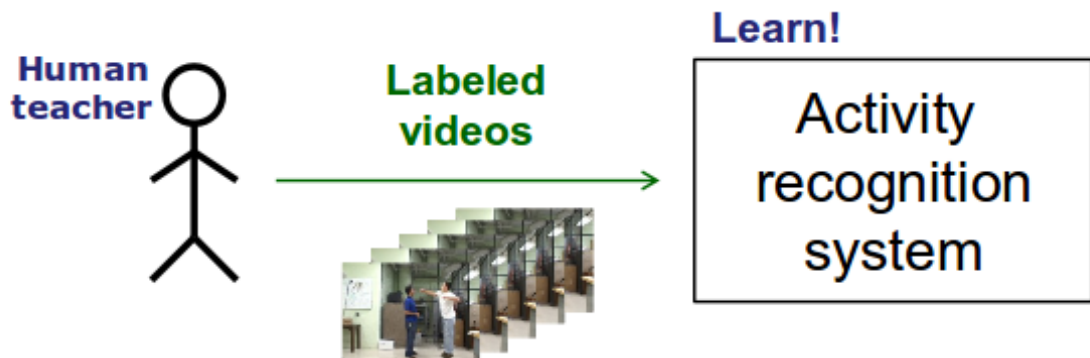 Human
teacher
Labeled
videos
Learn!
Activity
recognition
system